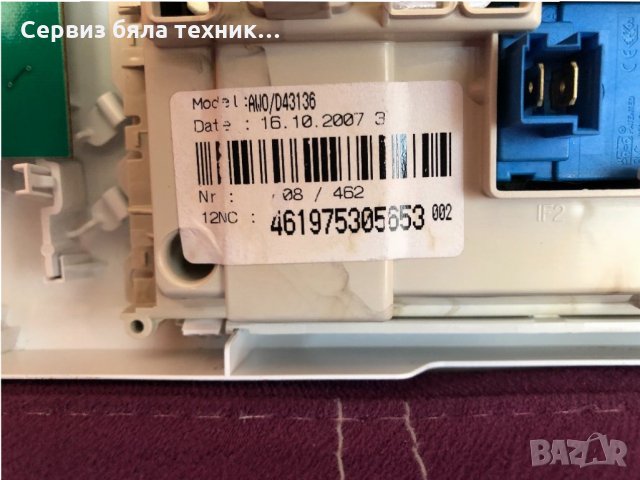 Сервиз бяла техник...
Model:AWO/D43136
Date : 16.10.2007 3
Nr : 08 / 462
12NC : 461975305653 002
IF2
BAZAR